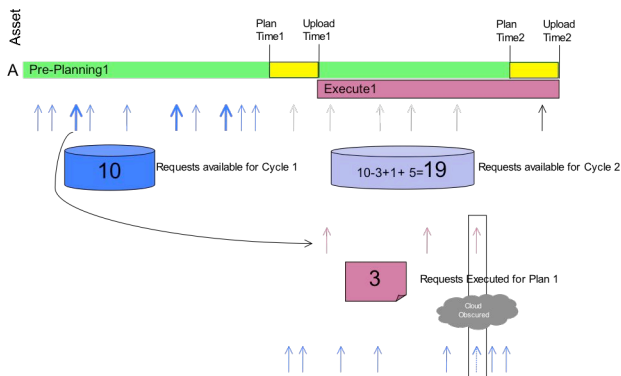 Asset
Plan
Time1
Upload
Time1
Plan
Time2
Upload
Time2
A
Pre-Planning1
Execute1
10
Requests available for Cycle 1
10-3+1+ 5=19
Requests available for Cycle 2
3
Requests Executed for Plan 1
Cloud
Obscured